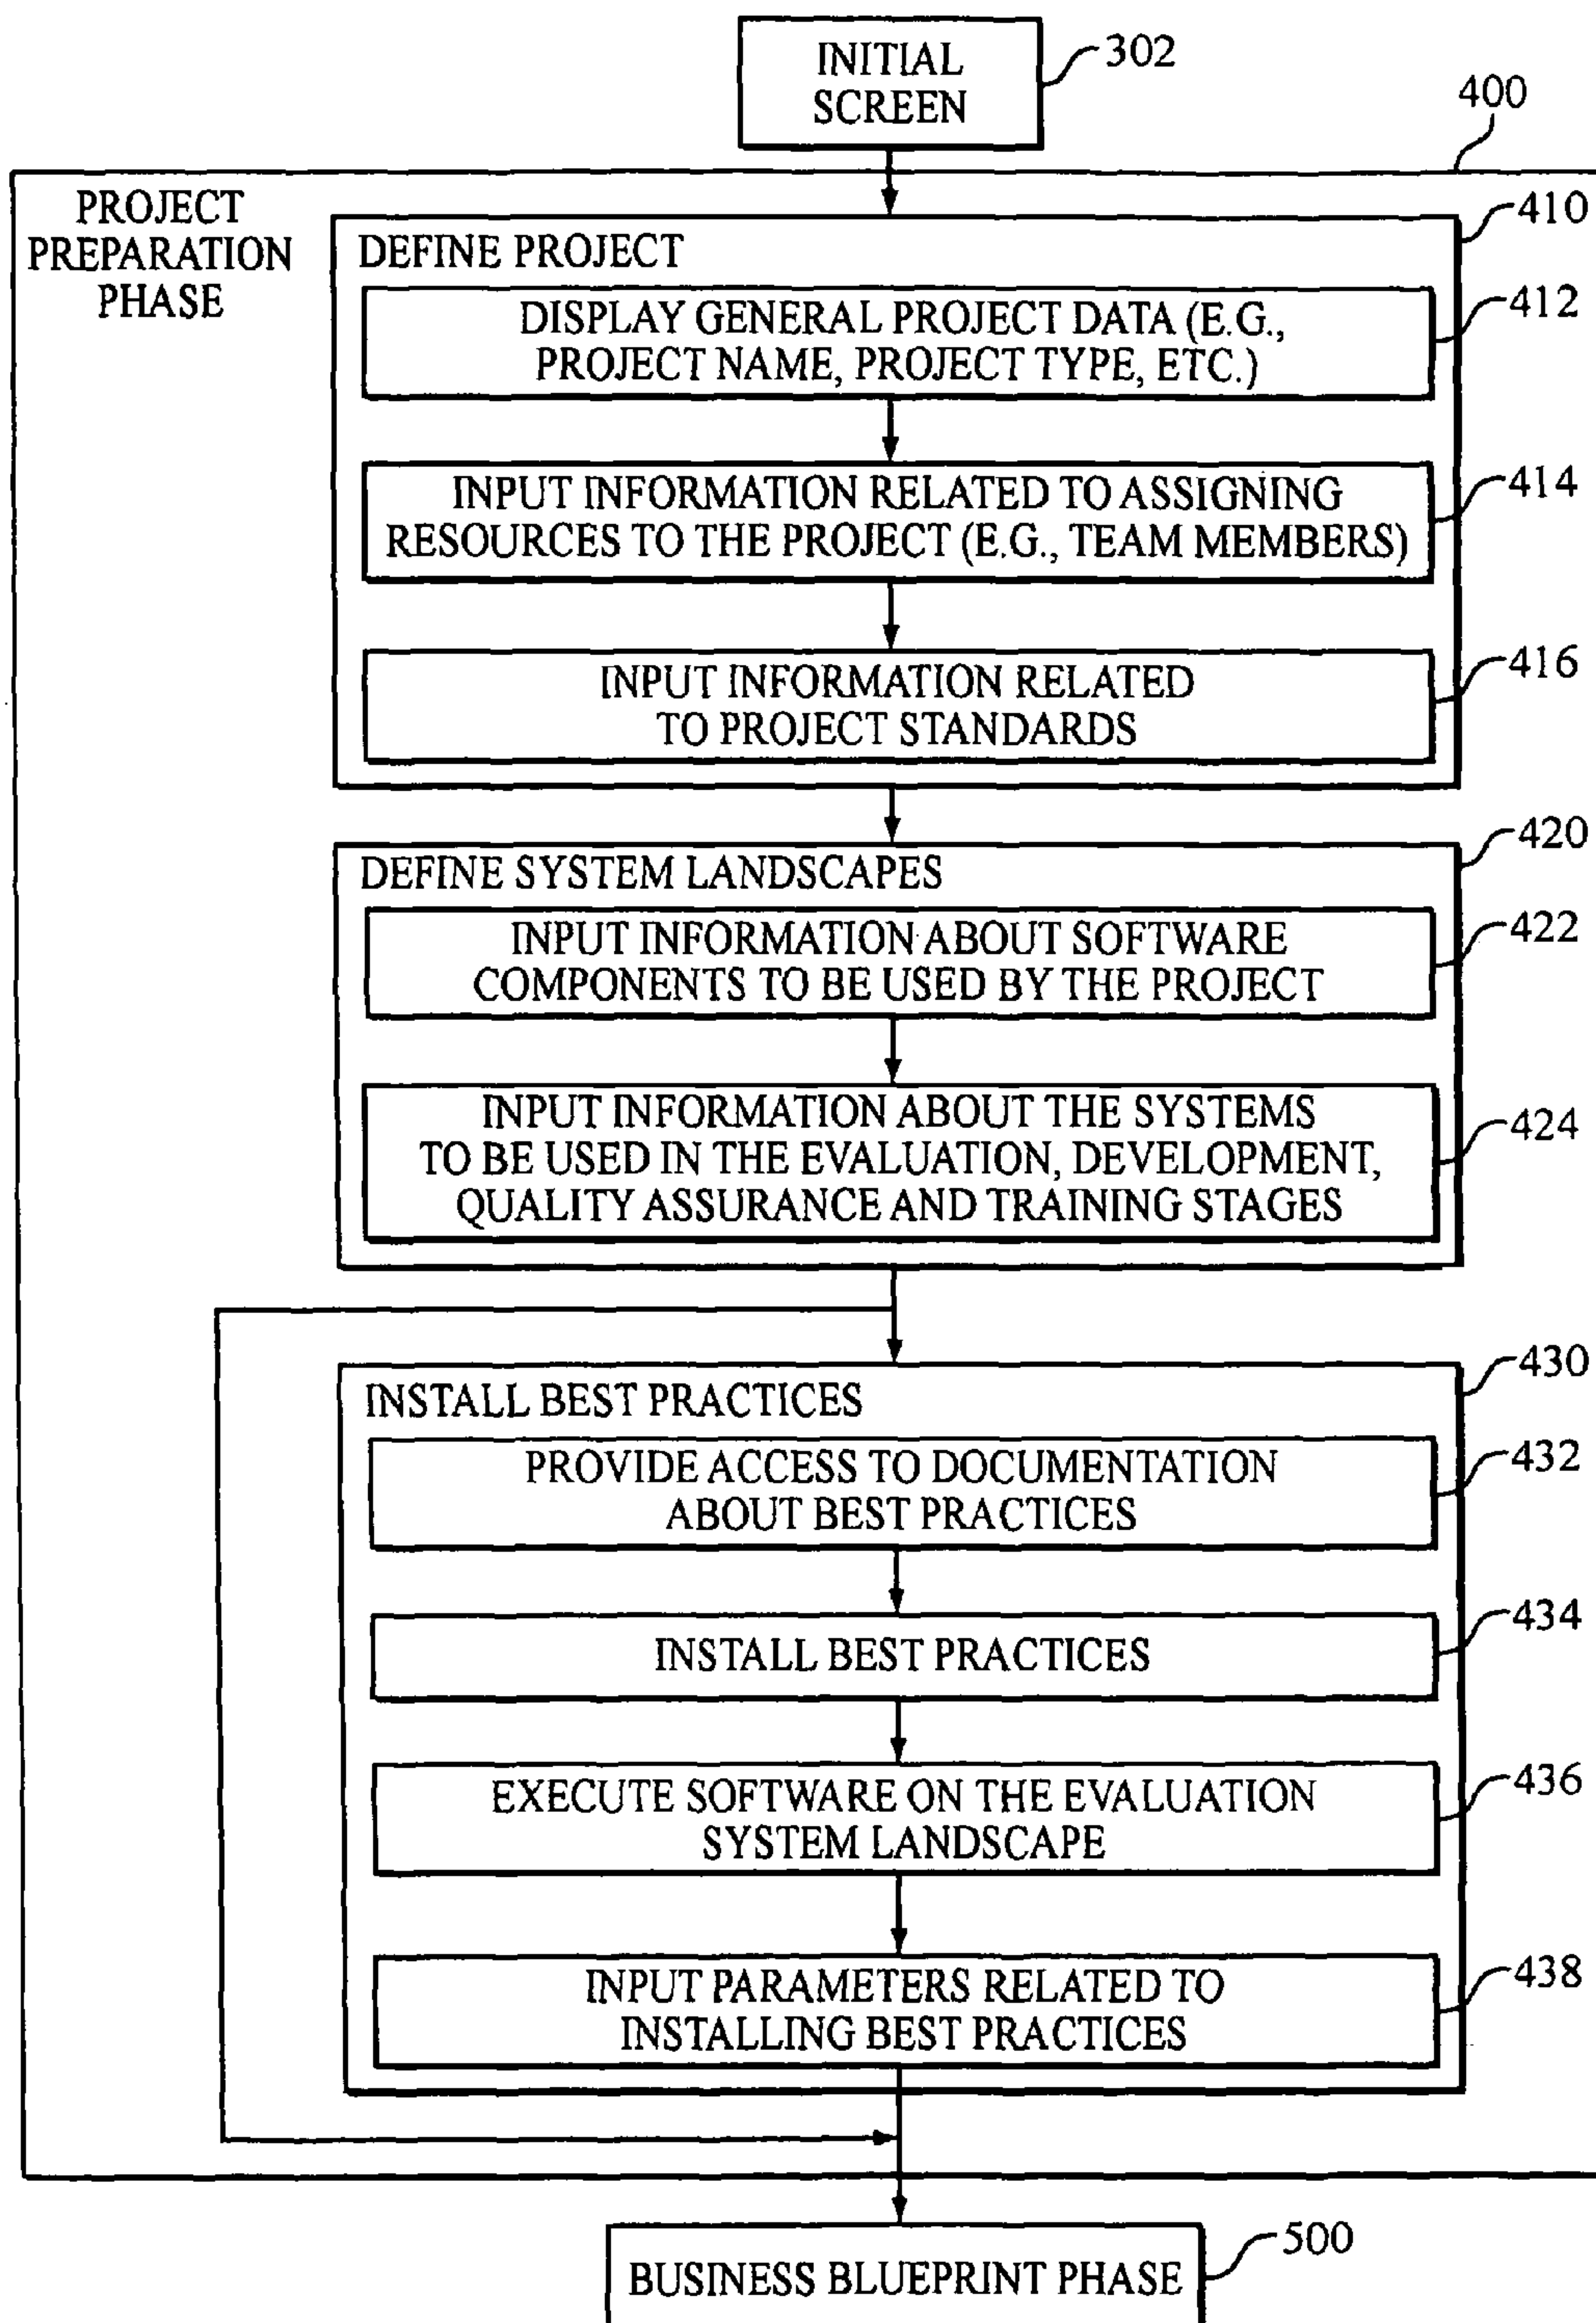 INITIAL
SCREEN
302
400
PROJECT
PREPARATION
PHASE
410
DEFINE PROJECT
412
DISPLAY GENERAL PROJECT DATA (E.G.,
PROJECT NAME, PROJECT TYPE, ETC.)
414
INPUT INFORMATION RELATED TO ASSIGNING
RESOURCES TO THE PROJECT (E.G., TEAM MEMBERS)
416
INPUT INFORMATION RELATED
TO PROJECT STANDARDS
420
DEFINE SYSTEM LANDSCAPES
422
INPUT INFORMATION ABOUT SOFTWARE
COMPONENTS TO BE USED BY THE PROJECT
424
INPUT INFORMATION ABOUT THE SYSTEMS
TO BE USED IN THE EVALUATION, DEVELOPMENT,
QUALITY ASSURANCE AND TRAINING STAGES
430
INSTALL BEST PRACTICES
432
PROVIDE ACCESS TO DOCUMENTATION
ABOUT BEST PRACTICES
434
INSTALL BEST PRACTICES
436
EXECUTE SOFTWARE ON THE EVALUATION
SYSTEM LANDSCAPE
438
INPUT PARAMETERS RELATED TO
INSTALLING BEST PRACTICES
500
BUSINESS BLUEPRINT PHASE